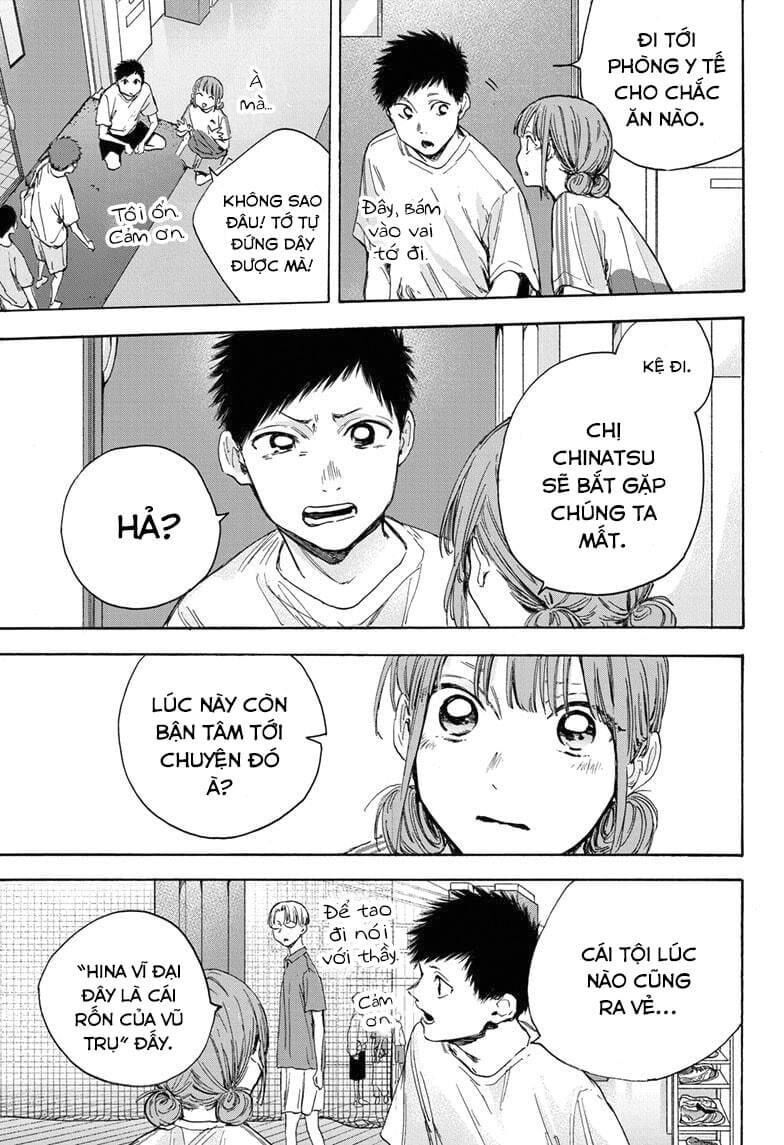 ĐI TỚI
PHÒNG Y TẾ
CHO CHẮC
ĂN NÀO.
Đây, bám
vào vai
tớ đi.
À
mà...
KHÔNG SAO
ĐÂU! TỚ TỰ
ĐỨNG DẬY
ĐƯỢC MÀ!
Tôi ổn.
Cảm ơn.
KỆ ĐI.
CHỊ
CHINATSU
SẼ BẮT GẶP
CHÚNG TA
MẤT.
HẢ?
LÚC NÀY CÒN
BẬN TÂM TỚI
CHUYỆN ĐÓ
À?
CÁI TỘI LÚC
NÀO CŨNG
RA VẺ...
Để tao
đi nói
với thầy.
Cảm
ơn.
"HINA VĨ ĐẠI
ĐÂY LÀ CÁI
RỐN CỦA VŨ
TRỤ" ĐẤY.